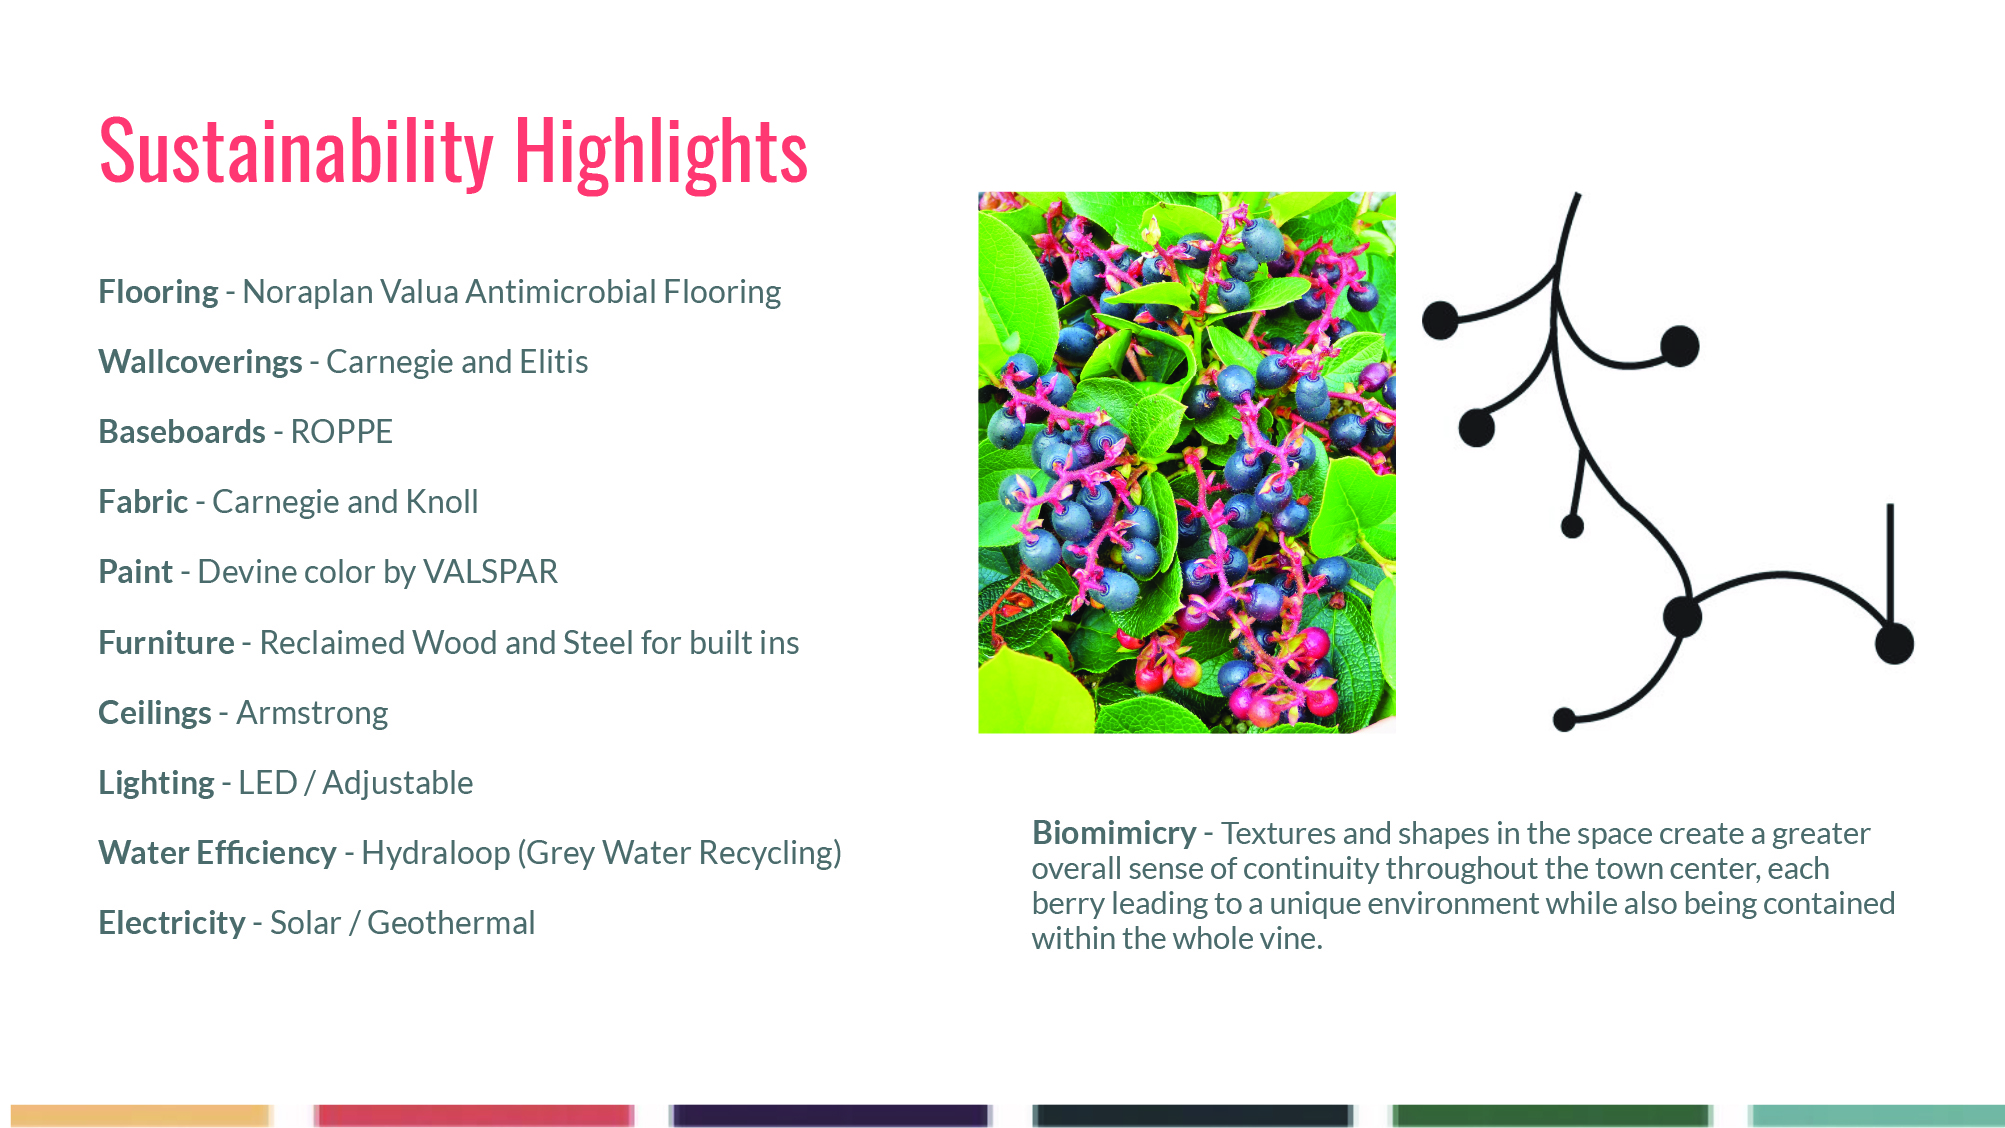 Sustainability Highlights
Flooring - Noraplan Valua Antimicrobial Flooring
Wallcoverings - Carnegie and Elitis
Baseboards - ROPPE
Fabric - Carnegie and Knoll
Paint - Devine color by VALSPAR
Furniture - Reclaimed Wood and Steel for built ins
Ceilings - Armstrong
Lighting - LED / Adjustable
Water Efficiency - Hydraloop (Grey Water Recycling)
Electricity - Solar / Geothermal
Biomimicry - Textures and shapes in the space create a greater
overall sense of continuity throughout the town center, each
berry leading to a unique environment while also being contained
within the whole vine.